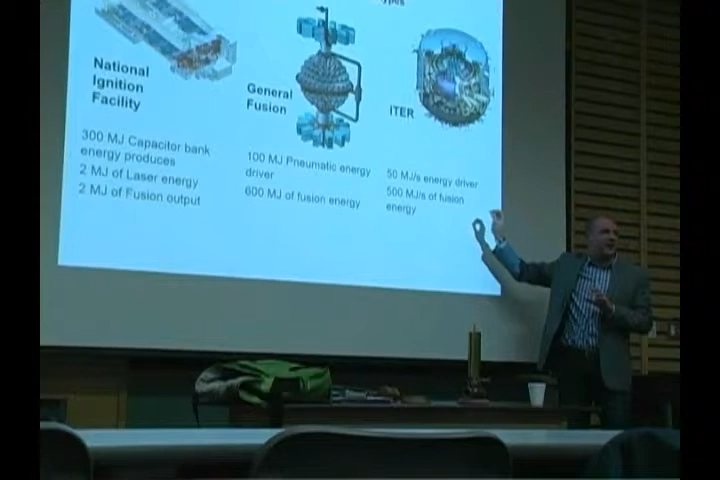 types
National
Ignition
Facility
300 MJ Capacitor bank
energy produces
2 MJ of Laser energy
2 MJ of Fusion output
General
Fusion
100 MJ Pneumatic energy
driver
600 MJ of fusion energy
ITER
50 MJ/s energy driver
500 MJ/s of fusion
energy